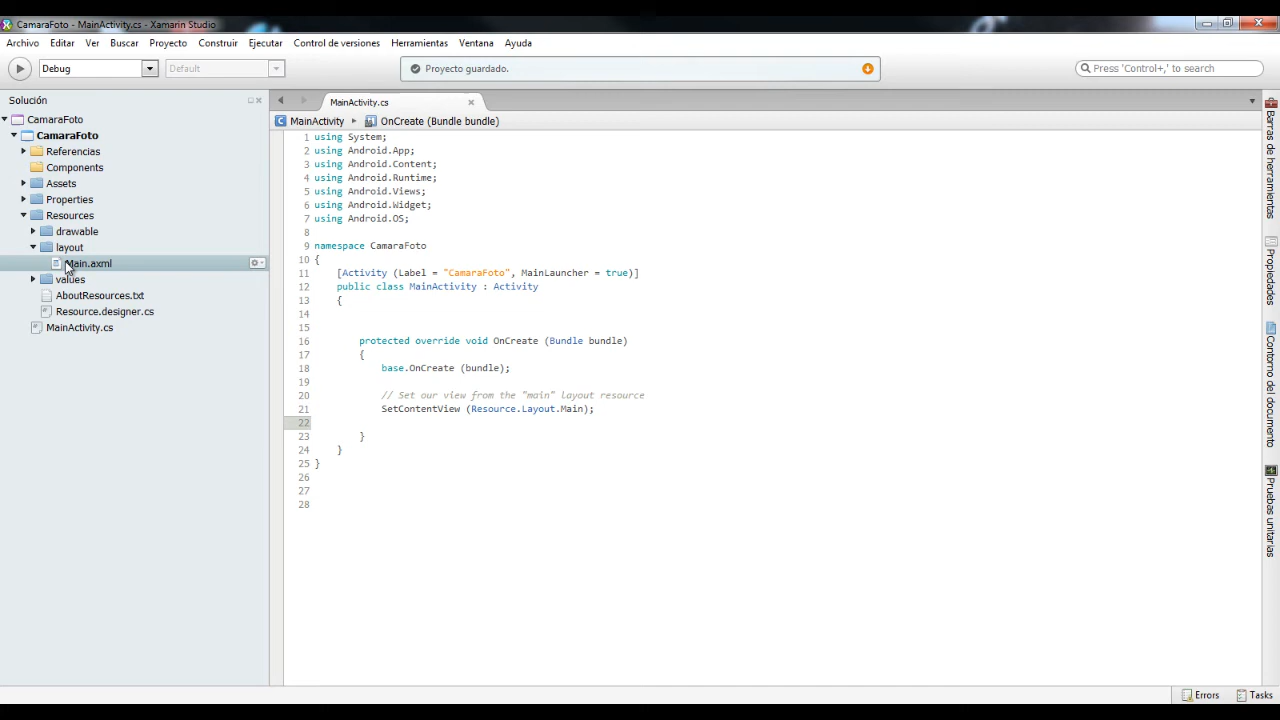 CamaraFoto - MainActivity.cs - Xamarin Studio
Archivo Editar Ver Buscar Proyecto Construir Ejecutar Control de versiones Herramientas Ventana Ayuda
Debug Default Proyecto guardado. Press 'Control+,' to search
Solución
CamaraFoto
CamaraFoto
Referencias
Components
Assets
Properties
Resources
drawable
layout
Main.axml
values
AboutResources.txt
Resource.designer.cs
MainActivity.cs
MainActivity.cs
MainActivity OnCreate (Bundle bundle)
1 using System;
2 using Android.App;
3 using Android.Content;
4 using Android.Runtime;
5 using Android.Views;
6 using Android.Widget;
7 using Android.OS;
8
9 namespace CamaraFoto
10 {
11 [Activity (Label = "CamaraFoto", MainLauncher = true)]
12 public class MainActivity : Activity
13 {
14
15
16 protected override void OnCreate (Bundle bundle)
17 {
18 base.OnCreate (bundle);
19
20 // Set our view from the "main" layout resource
21 SetContentView (Resource.Layout.Main);
22
23 }
24 }
25 }
26
27
28
Barras de herramientas
Propiedades
Contorno del documento
Pruebas unitarias
Errors Tasks